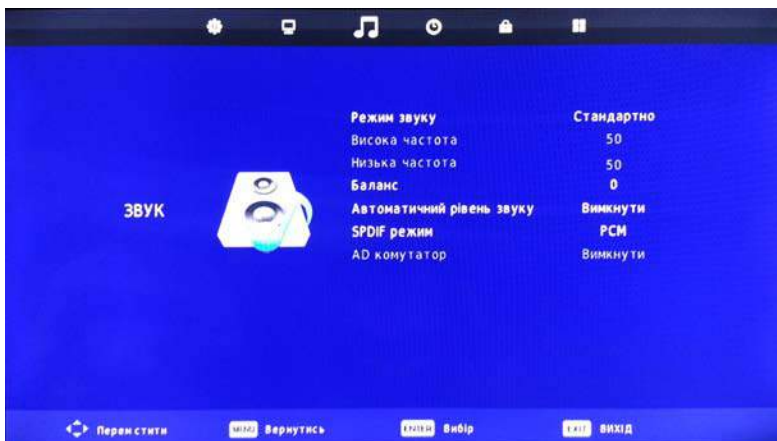 Режим звуку Стандартно
Висока частота 50
Низька частота 50
Баланс 0
ЗВУК
Автоматичний рівень звуку Вимкнути
SPDIF режим PCM
AD комутатор Вимкнути
Перемістити MENU Вернутись ENTER Вибір EXIT ВИХІД